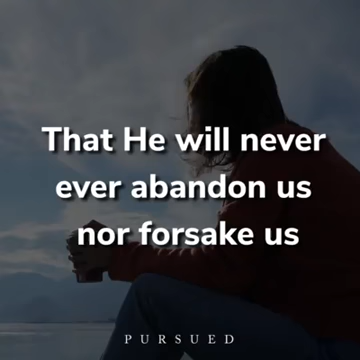 That He will never
ever abandon us
nor forsake us
PURSUED